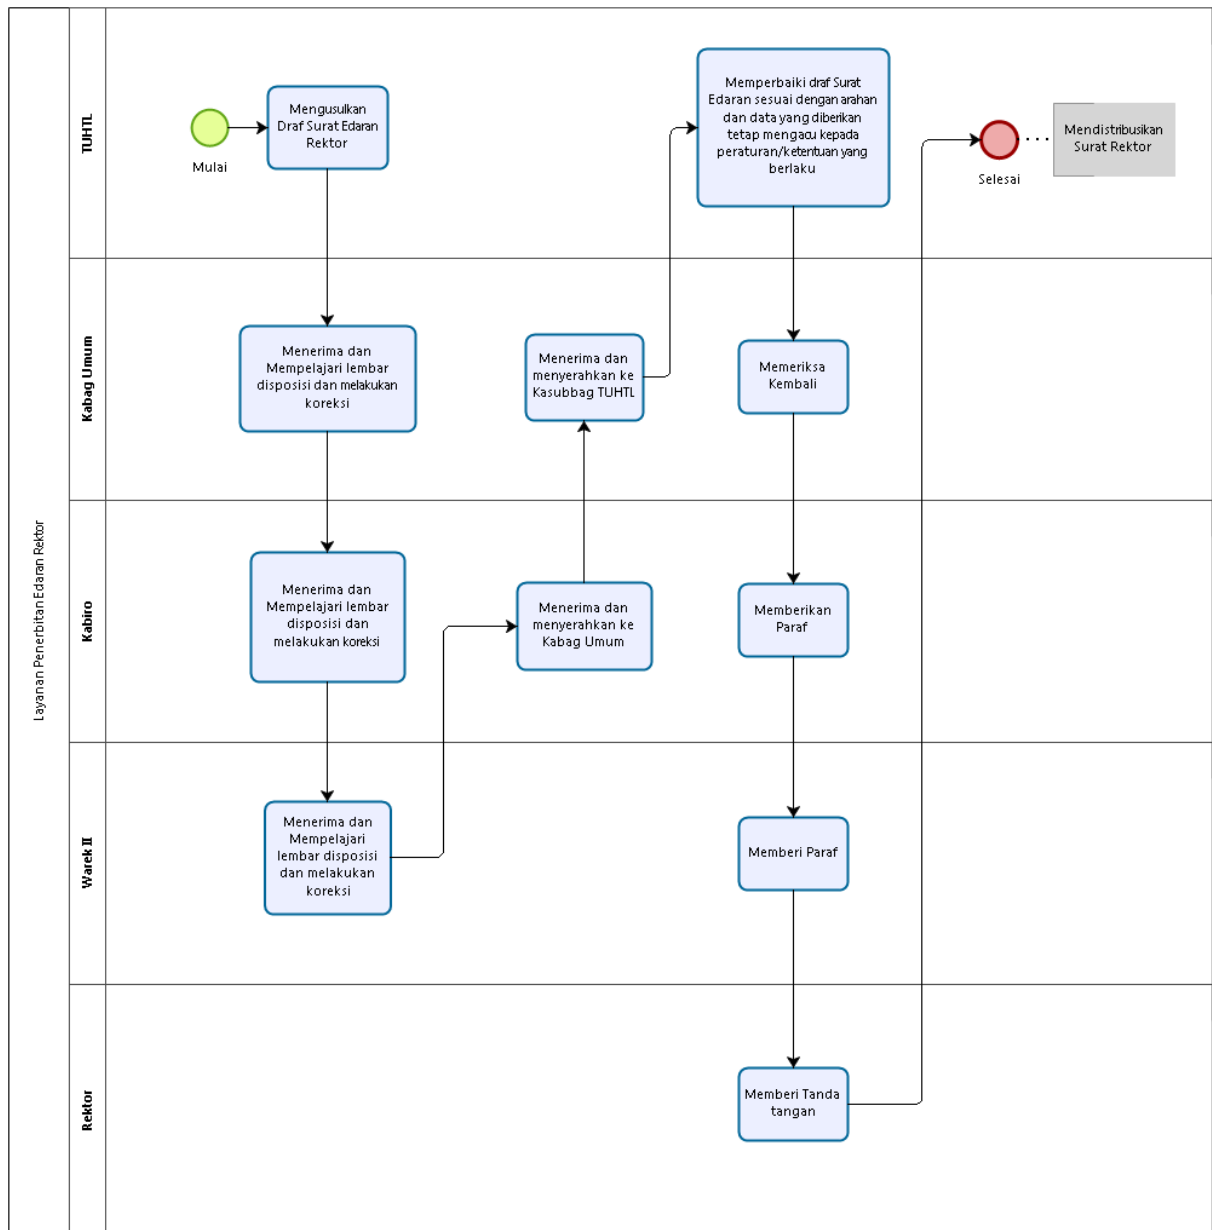 Layanan Penerbitan Edaran Rektor
TUHTL
Mulai
Mengusulkan
Draf Surat Edaran
Rektor
Memperbaiki draf Surat
Edaran sesuai dengan arahan
dan data yang diberikan
tetap mengacu kepada
peraturan/ketentuan yang
berlaku
Selesai
Mendistribusikan
Surat Rektor
Kabag Umum
Menerima dan
Mempelajari lembar
disposisi dan melakukan
koreksi
Menerima dan
menyerahkan ke
Kasubbag TUHTL
Memeriksa
Kembali
Kabiro
Menerima dan
Mempelajari lembar
disposisi dan
melakukan koreksi
Menerima dan
menyerahkan ke
Kabag Umum
Memberikan
Paraf
Warek II
Menerima dan
Mempelajari
lembar disposisi
dan melakukan
koreksi
Memberi Paraf
Rektor
Memberi Tanda
tangan